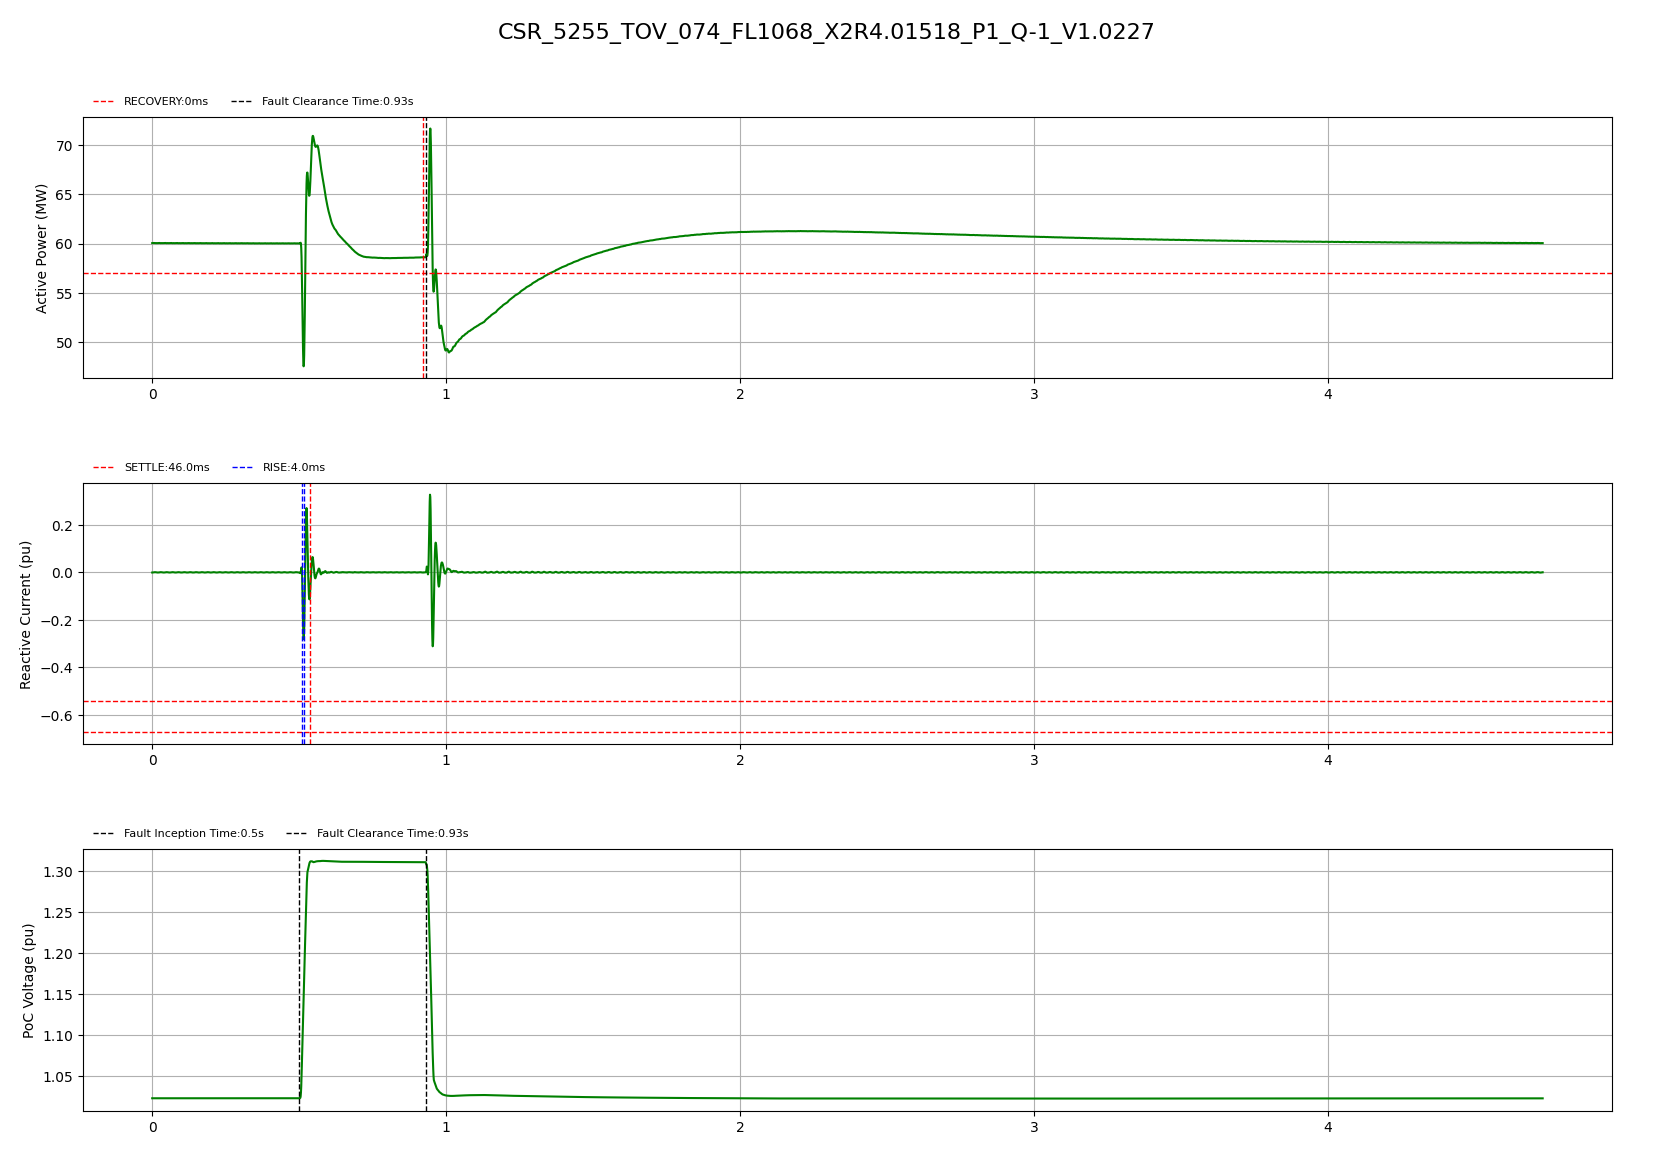 CSR_5255_TOV_074_FL1068_X2R4.01518_P1_Q-1_V1.0227
RECOVERY:0ms Fault Clearance Time:0.93s
Active Power (MW)
70
65
60
55
50
0 1 2 3 4
SETTLE:46.0ms RISE:4.0ms
Reactive Current (pu)
0.2
0.0
−0.2
−0.4
−0.6
0 1 2 3 4
Fault Inception Time:0.5s Fault Clearance Time:0.93s
PoC Voltage (pu)
1.30
1.25
1.20
1.15
1.10
1.05
0 1 2 3 4